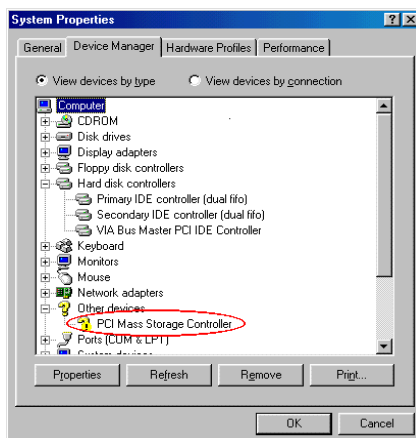 System Properties
General Device Manager Hardware Profiles Performance
View devices by type View devices by connection
Computer
CDROM
Disk drives
Display adapters
Floppy disk controllers
Hard disk controllers
Primary IDE controller (dual fifo)
Secondary IDE controller (dual fifo)
VIA Bus Master PCI IDE Controller
Keyboard
Monitors
Mouse
Network adapters
Other devices
PCI Mass Storage Controller
Ports (COM & LPT)
System devices
Properties Refresh Remove Print...
OK Cancel